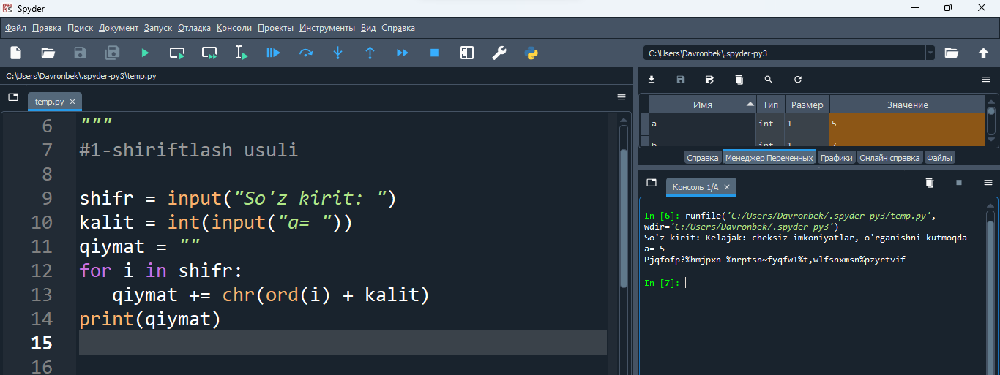 Spyder
Файл Правка Поиск Документ Запуск Отладка Консоли Проекты Инструменты Вид Справка
C:\Users\Davronbek\.spyder-py3
C:\Users\Davronbek\.spyder-py3\temp.py
temp.py
6 """
7 #1-shiriftlash usuli
8
9 shifr = input("So'z kirit: ")
10 kalit = int(input("a= "))
11 qiymat = ""
12 for i in shifr:
13 qiymat += chr(ord(i) + kalit)
14 print(qiymat)
15
16
Имя Тип Размер Значение
a int 1 5
b int 1 7
Справка Менеджер Переменных Графики Онлайн справка Файлы
Консоль 1/A
In [6]: runfile('C:/Users/Davronbek/.spyder-py3/temp.py',
wdir='C:/Users/Davronbek/.spyder-py3')
So'z kirit: Kelajak: cheksiz imkoniyatlar, o'rganishni kutmoqda
a= 5
Pjqfofp?%hmjpxn %nrptsn~fyqfw1%t,wlfsnxmsn%pzyrtvif
In [7]: